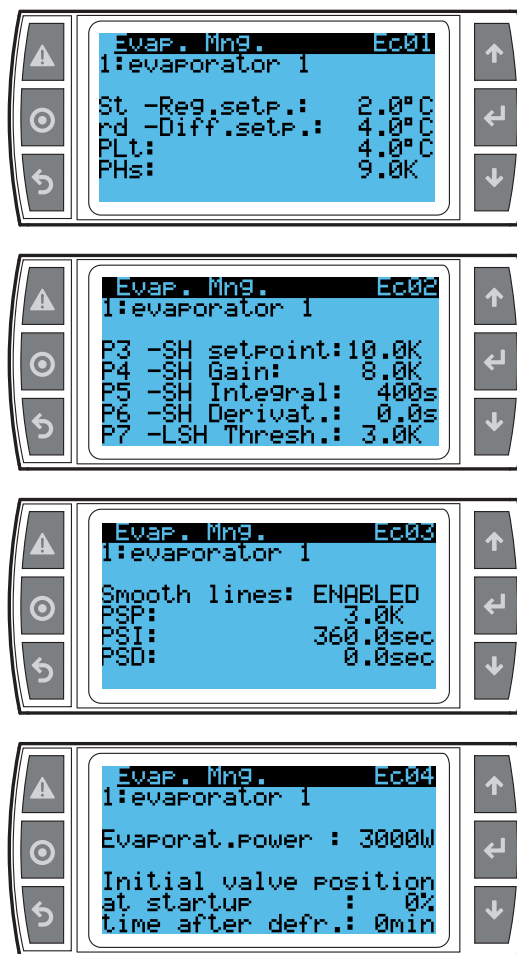 Evap. Mng. Ec01
1:evaporator 1
St -Reg.setp.: 2.0°C
rd -Diff.setp.: 4.0°C
PLt: 4.0°C
PHs: 9.0K
Evap. Mng. Ec02
1:evaporator 1
P3 -SH setpoint:10.0K
P4 -SH Gain: 8.0K
P5 -SH Integral: 400s
P6 -SH Derivat.: 0.0s
P7 -LSH Thresh.: 3.0K
Evap. Mng. Ec03
1:evaporator 1
Smooth lines: ENABLED
PSP: 3.0K
PSI: 360.0sec
PSD: 0.0sec
Evap. Mng. Ec04
1:evaporator 1
Evaporat.power : 3000W
Initial valve position
at startup : 0%
time after defr.: 0min